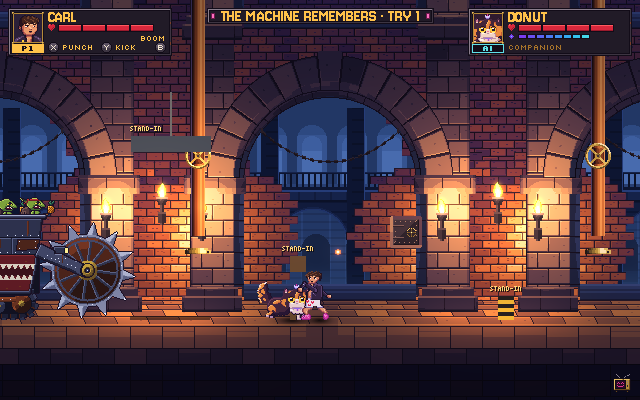 CARL
P1
X PUNCH Y KICK
BOOM
B
THE MACHINE REMEMBERS · TRY 1
DONUT
AI
COMPANION
STAND-IN
STAND-IN
STAND-IN